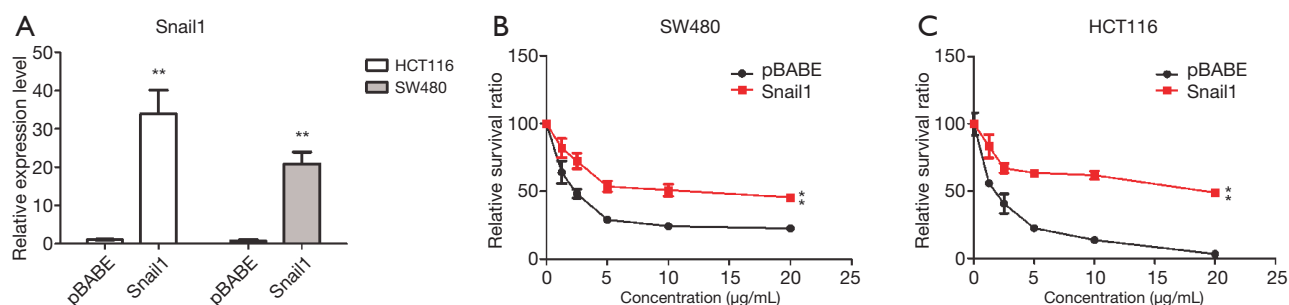 A
Snail1
Relative expression level
50
40
30
20
10
0
**
**
pBABE
Snail1
pBABE
Snail1
HCT116
SW480
B
SW480
Relative survival ratio
150
100
50
0
pBABE
Snail1
**
0
5
10
15
20
25
Concentration (μg/mL)
C
HCT116
Relative survival ratio
150
100
50
0
pBABE
Snail1
**
0
5
10
15
20
25
Concentration (μg/mL)